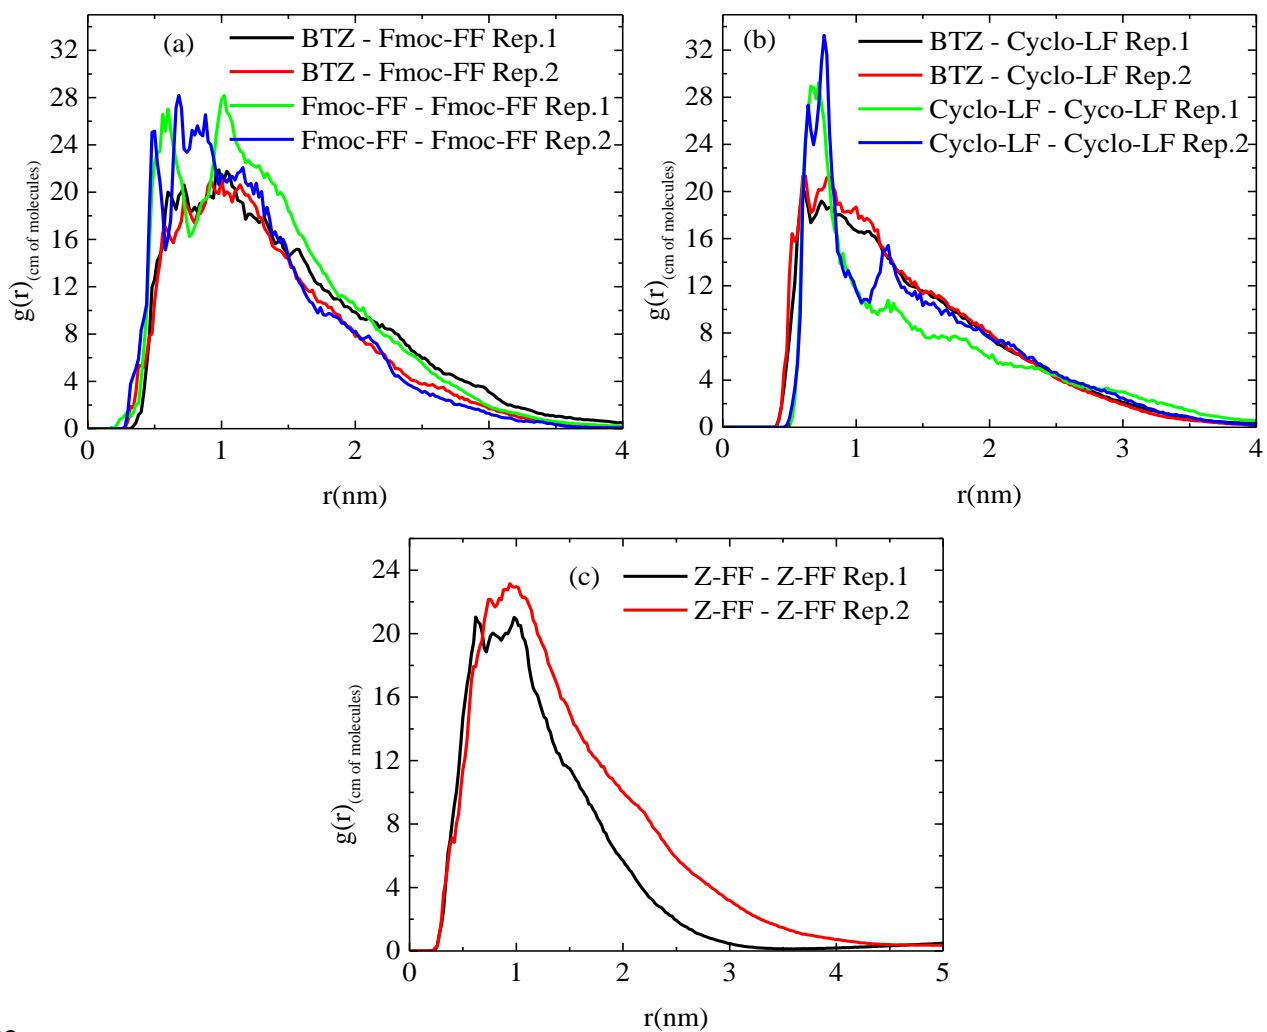 (a)
BTZ - Fmoc-FF Rep.1
BTZ - Fmoc-FF Rep.2
Fmoc-FF - Fmoc-FF Rep.1
Fmoc-FF - Fmoc-FF Rep.2
32
28
24
20
16
12
8
4
0
g(r)(cm of molecules)
0 1 2 3 4
r(nm)
(b)
BTZ - Cyclo-LF Rep.1
BTZ - Cyclo-LF Rep.2
Cyclo-LF - Cyco-LF Rep.1
Cyclo-LF - Cyclo-LF Rep.2
32
28
24
20
16
12
8
4
0
g(r)(cm of molecules)
0 1 2 3 4
r(nm)
(c)
Z-FF - Z-FF Rep.1
Z-FF - Z-FF Rep.2
24
20
16
12
8
4
0
g(r)(cm of molecules)
0 1 2 3 4 5
r(nm)